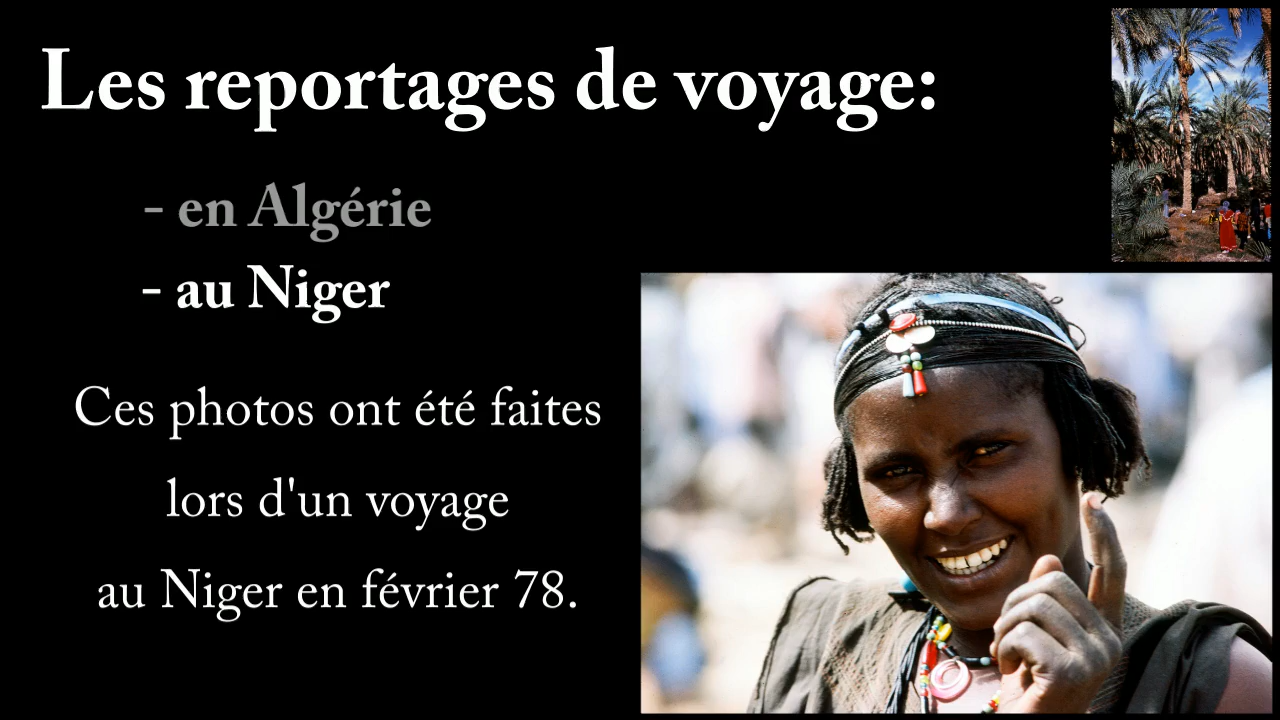 Les reportages de voyage:
- en Algérie
- au Niger
Ces photos ont été faites
lors d'un voyage
au Niger en février 78.